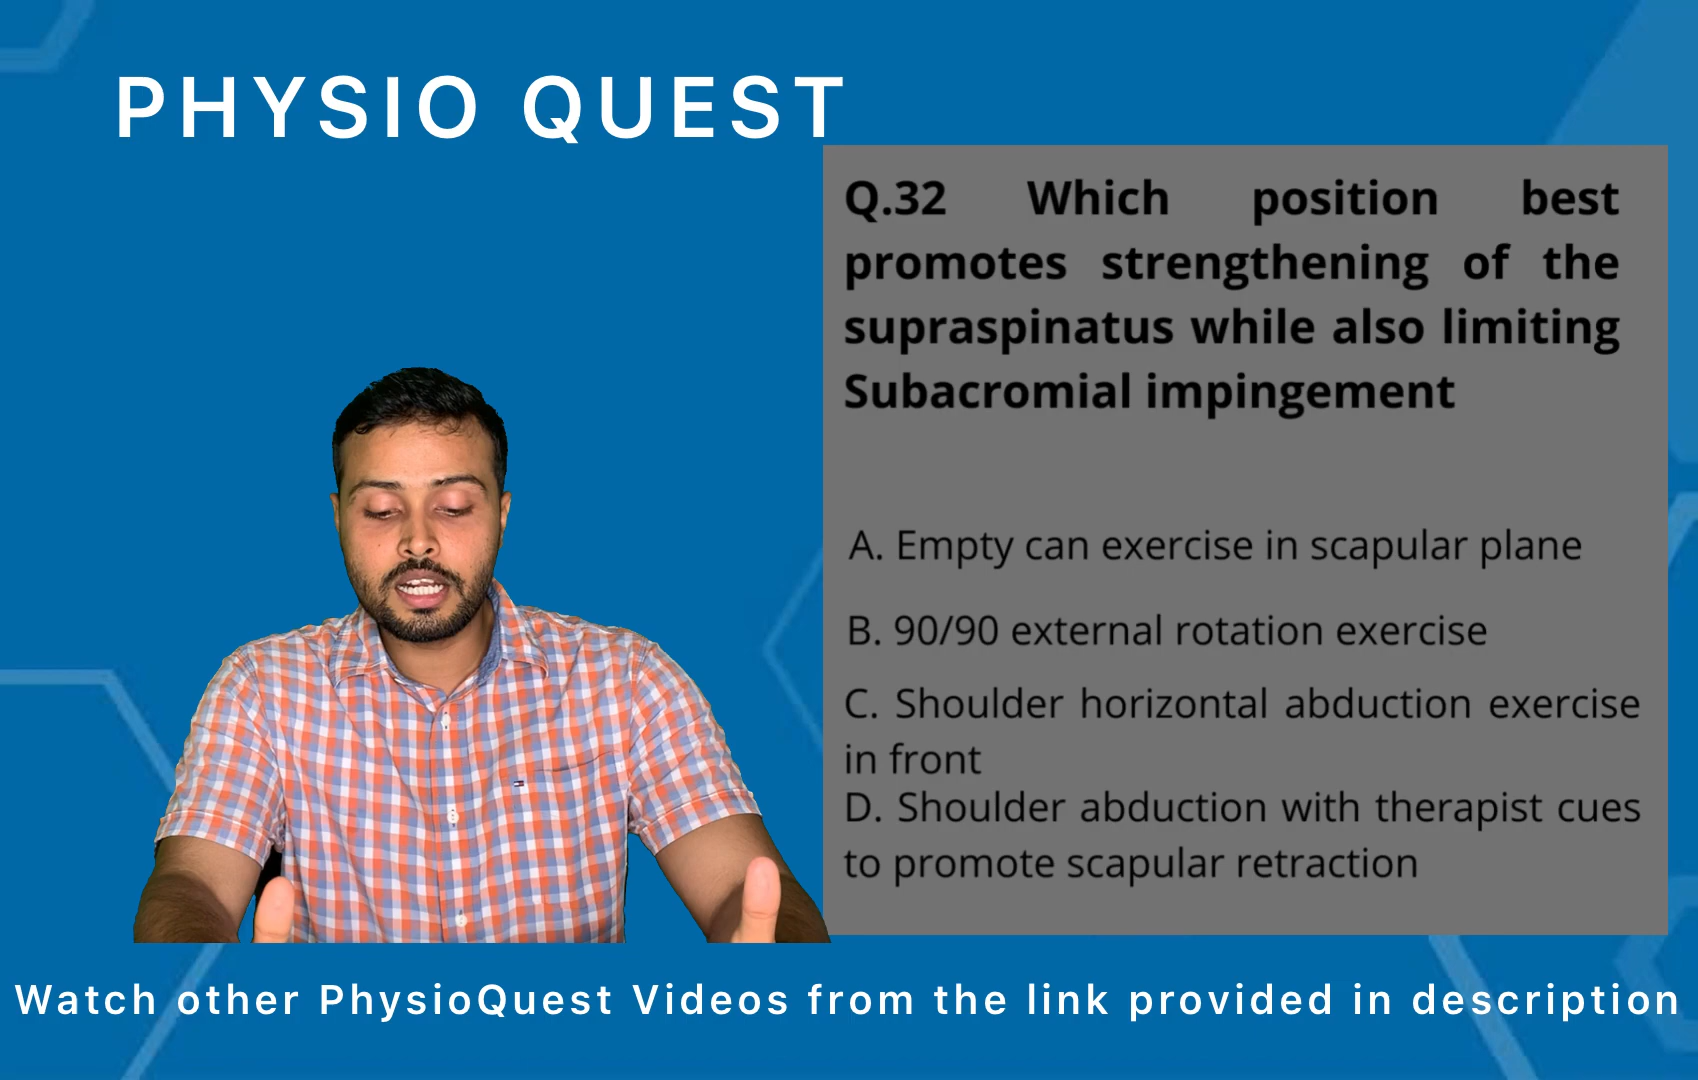 PHYSIO QUEST
Q.32 Which position best
promotes strengthening of the
supraspinatus while also limiting
Subacromial impingement
A. Empty can exercise in scapular plane
B. 90/90 external rotation exercise
C. Shoulder horizontal abduction exercise
in front
D. Shoulder abduction with therapist cues
to promote scapular retraction
Watch other PhysioQuest Videos from the link provided in description